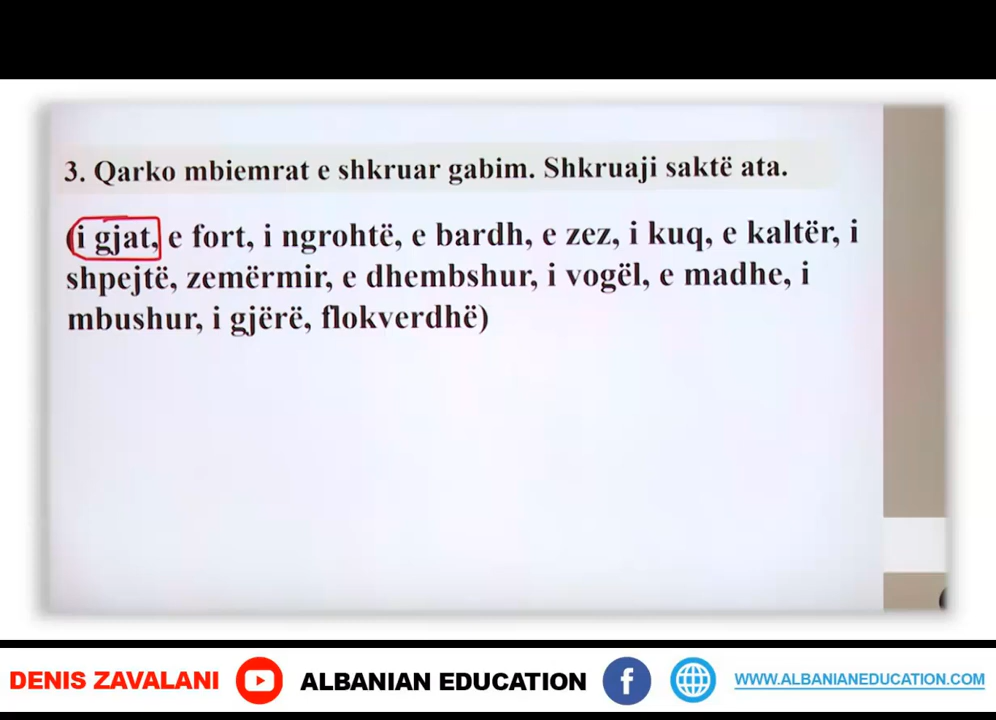 3. Qarko mbiemrat e shkruar gabim. Shkruaji saktë ata.
(i gjat, e fort, i ngrohtë, e bardh, e zez, i kuq, e kaltër, i
shpejtë, zemërmir, e dhembshur, i vogël, e madhe, i
mbushur, i gjërë, flokverdhë)
DENIS ZAVALANI ALBANIAN EDUCATION f WWW.ALBANIANEDUCATION.COM